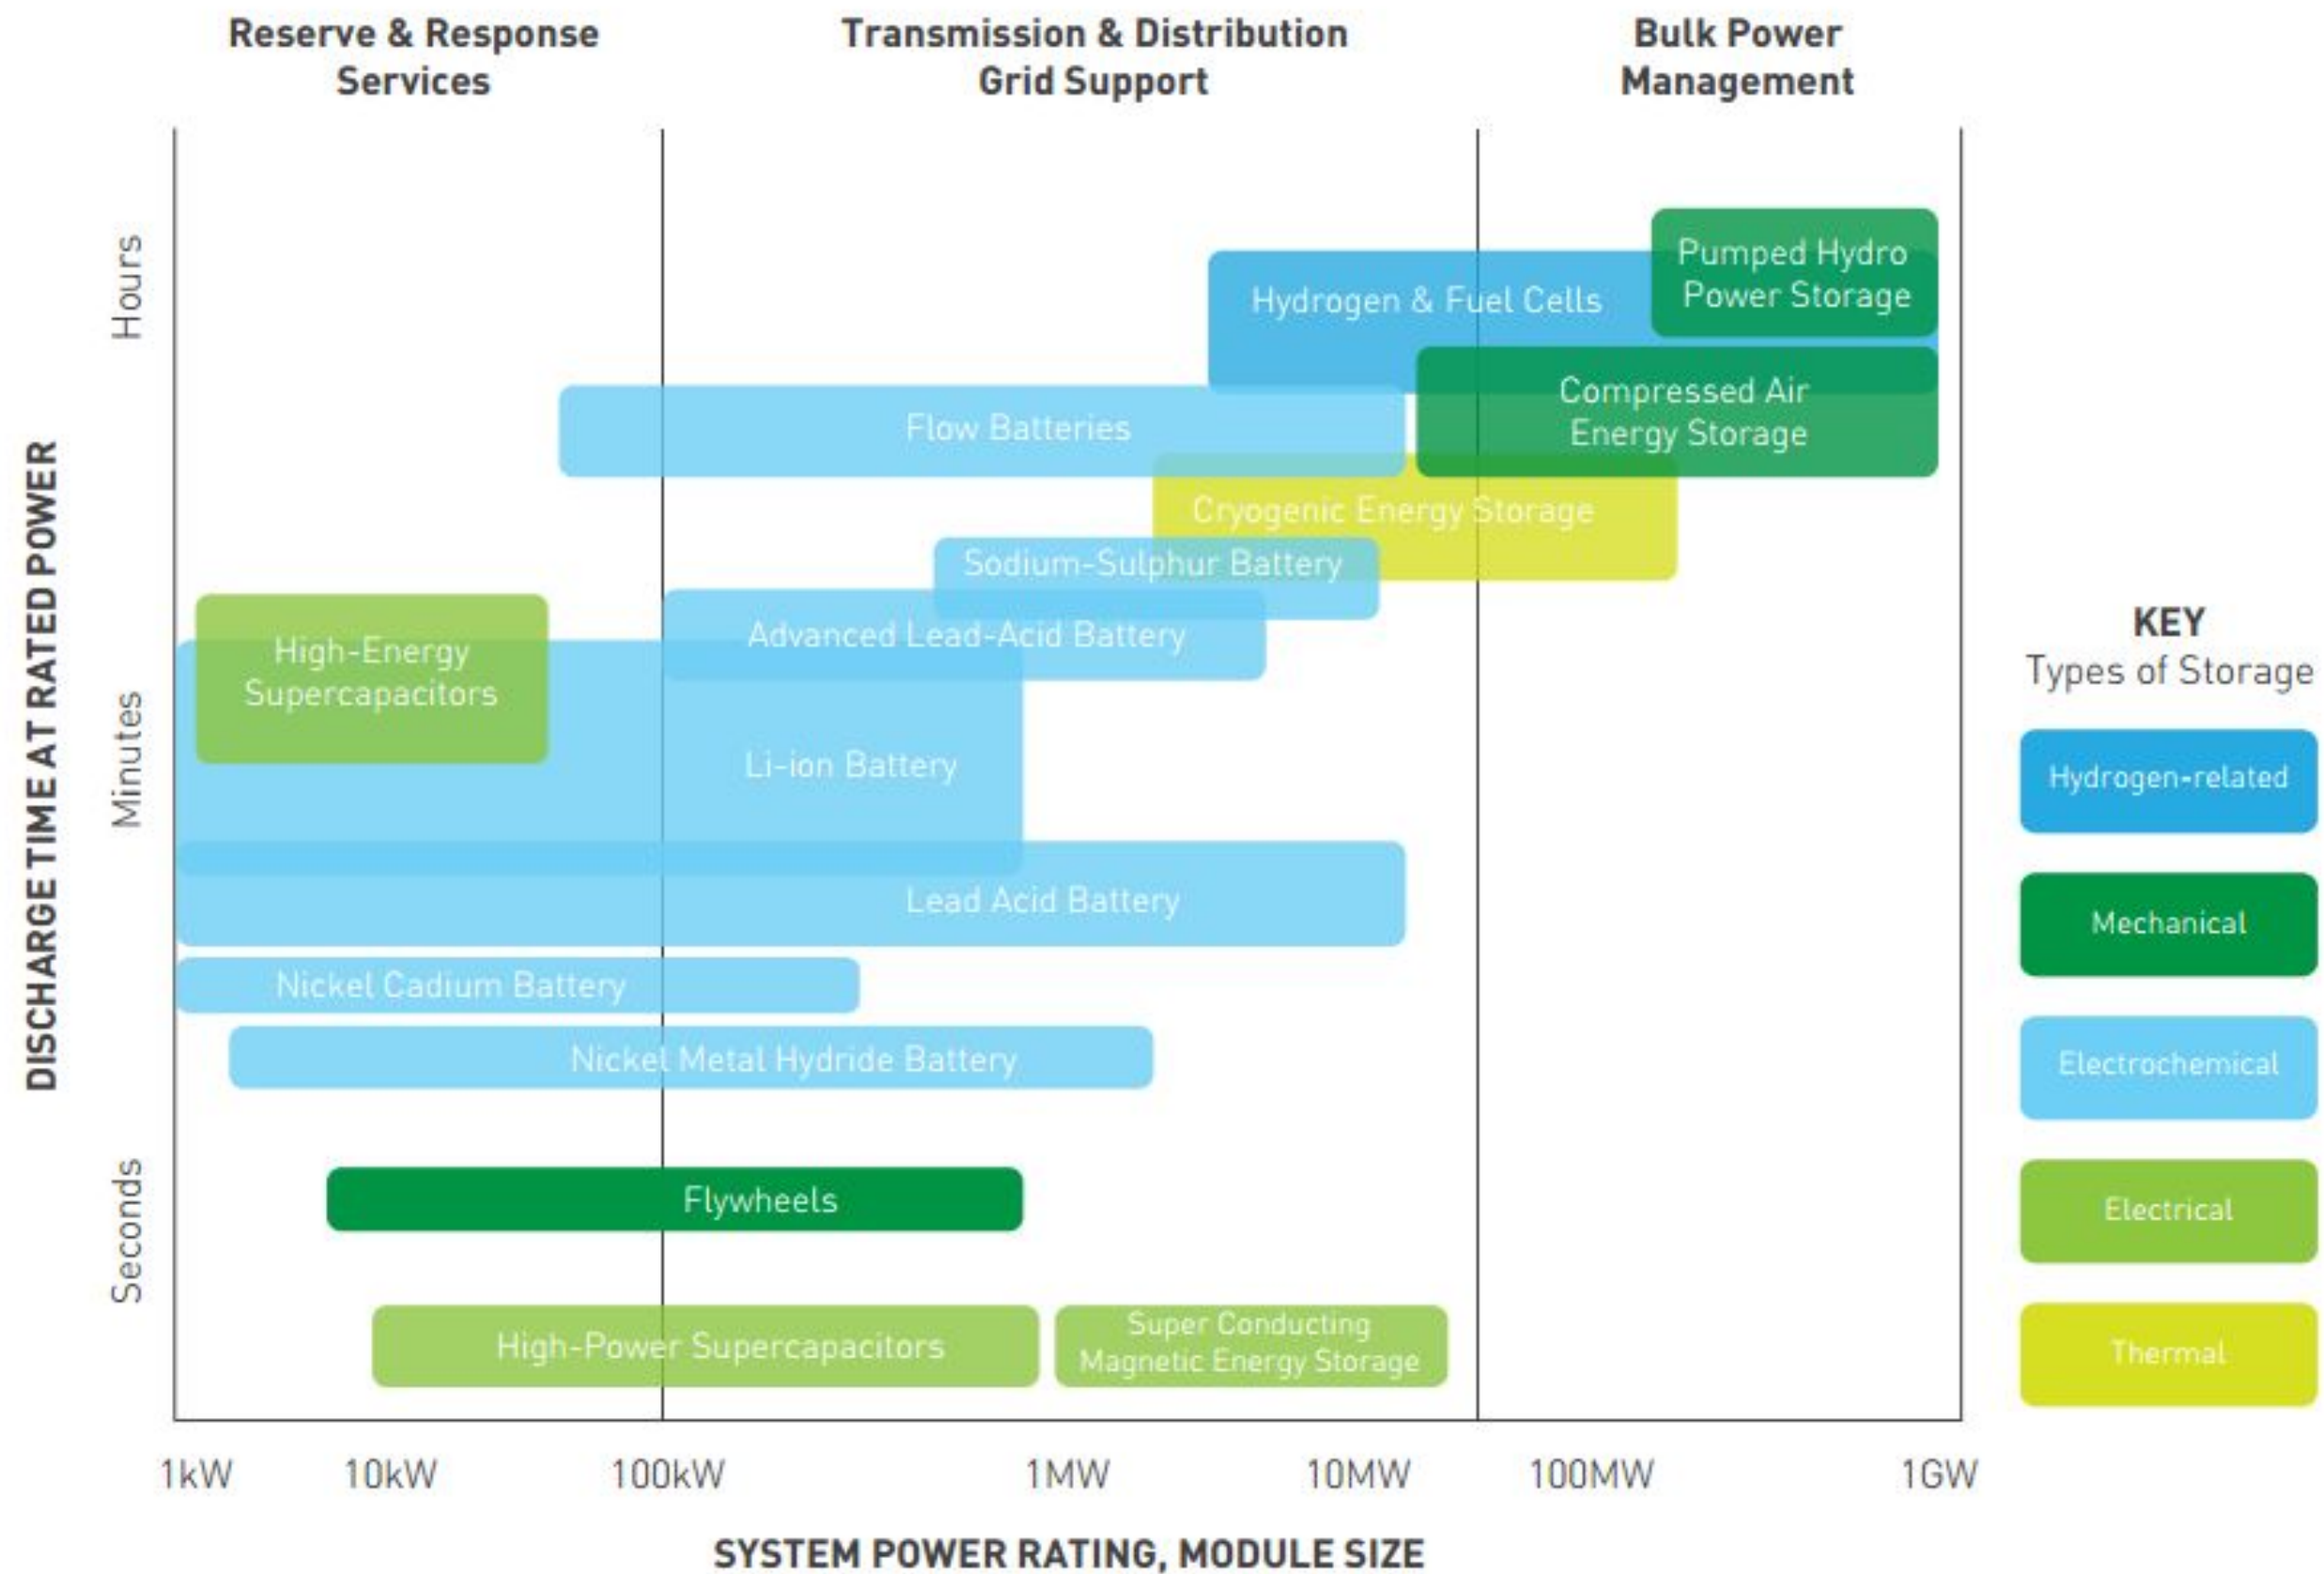 Reserve & Response
Services
Transmission & Distribution
Grid Support
Bulk Power
Management
DISCHARGE TIME AT RATED POWER
Hours
Minutes
Seconds
Pumped Hydro
Power Storage
Hydrogen & Fuel Cells
Compressed Air
Energy Storage
Flow Batteries
Cryogenic Energy Storage
Sodium-Sulphur Battery
Advanced Lead-Acid Battery
High-Energy
Supercapacitors
Li-ion Battery
Lead Acid Battery
Nickel Cadium Battery
Nickel Metal Hydride Battery
Flywheels
High-Power Supercapacitors
Super Conducting
Magnetic Energy Storage
1kW
10kW
100kW
1MW
10MW
100MW
1GW
SYSTEM POWER RATING, MODULE SIZE
KEY
Types of Storage
Hydrogen-related
Mechanical
Electrochemical
Electrical
Thermal